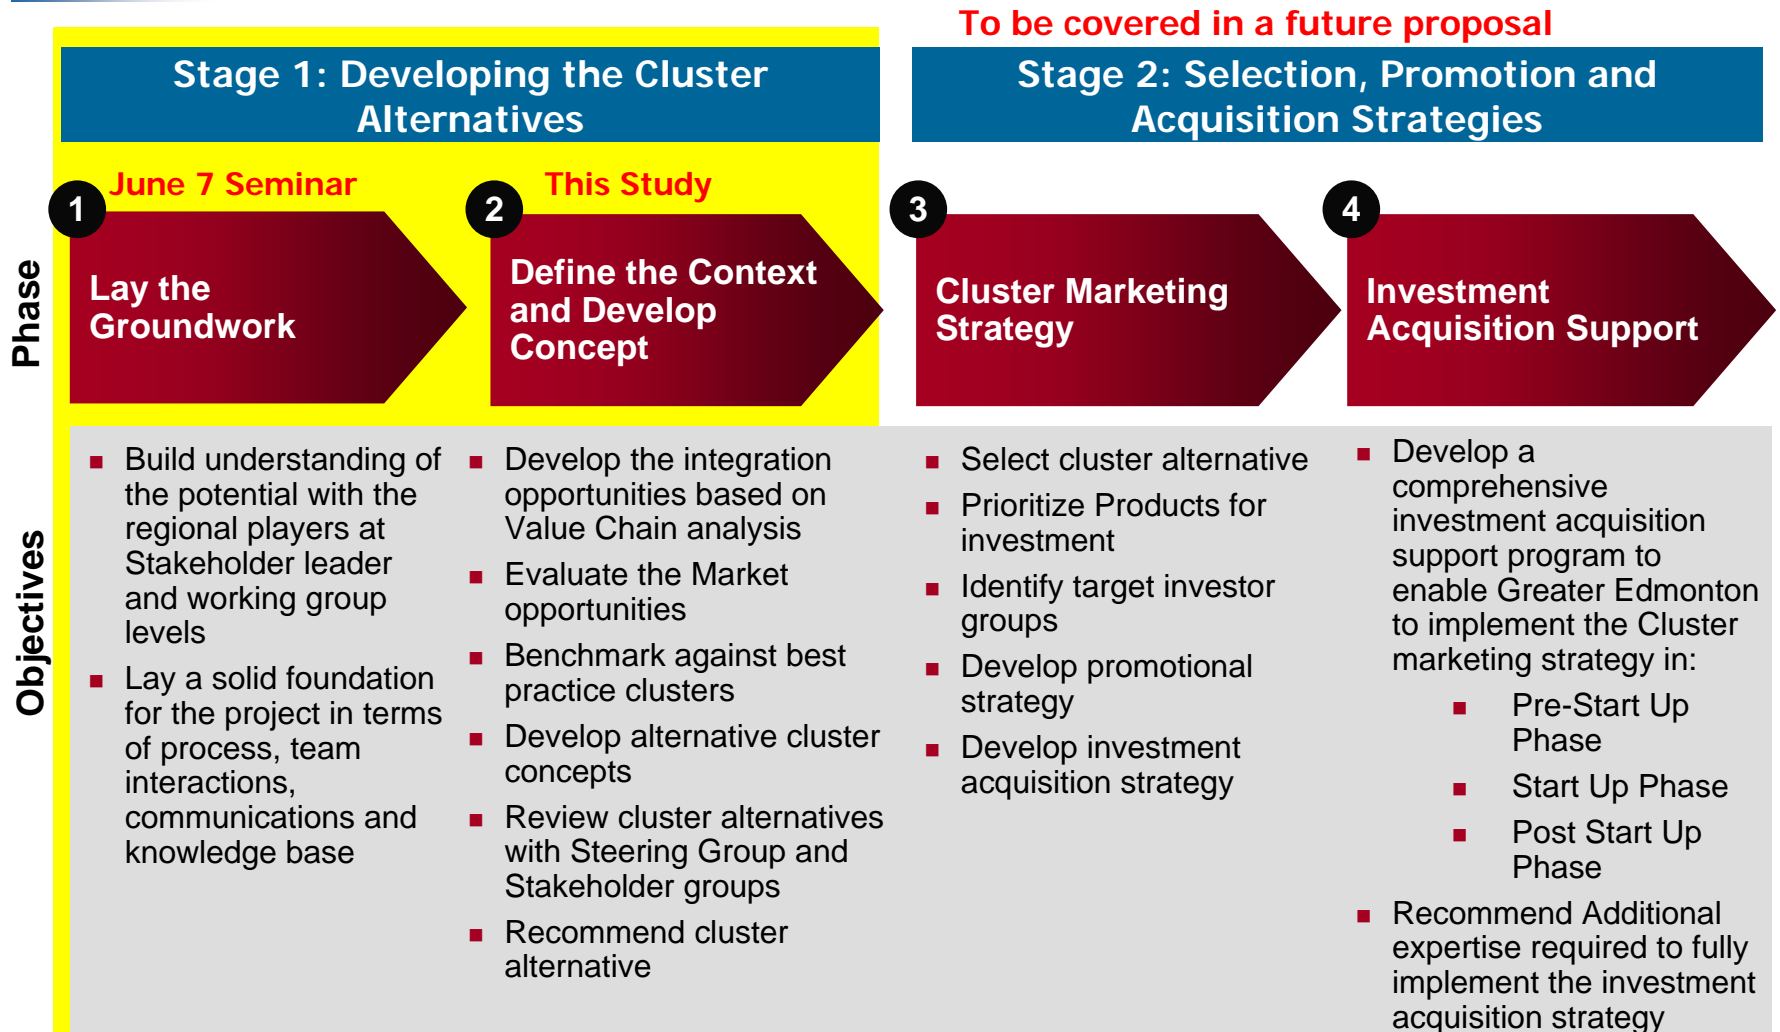 To be covered in a future proposal
Stage 1: Developing the Cluster
Alternatives
Stage 2: Selection, Promotion and
Acquisition Strategies
Phase
June 7 Seminar
1
Lay the
Groundwork
This Study
2
Define the Context
and Develop
Concept
3
Cluster Marketing
Strategy
4
Investment
Acquisition Support
Objectives
■ Build understanding of
the potential with the
regional players at
Stakeholder leader
and working group
levels
■ Lay a solid foundation
for the project in terms
of process, team
interactions,
communications and
knowledge base
■ Develop the integration
opportunities based on
Value Chain analysis
■ Evaluate the Market
opportunities
■ Benchmark against best
practice clusters
■ Develop alternative cluster
concepts
■ Review cluster alternatives
with Steering Group and
Stakeholder groups
■ Recommend cluster
alternative
■ Select cluster alternative
■ Prioritize Products for
investment
■ Identify target investor
groups
■ Develop promotional
strategy
■ Develop investment
acquisition strategy
■ Develop a
comprehensive
investment acquisition
support program to
enable Greater Edmonton
to implement the Cluster
marketing strategy in:
■ Pre-Start Up
Phase
■ Start Up Phase
■ Post Start Up
Phase
■ Recommend Additional
expertise required to fully
implement the investment
acquisition strategy